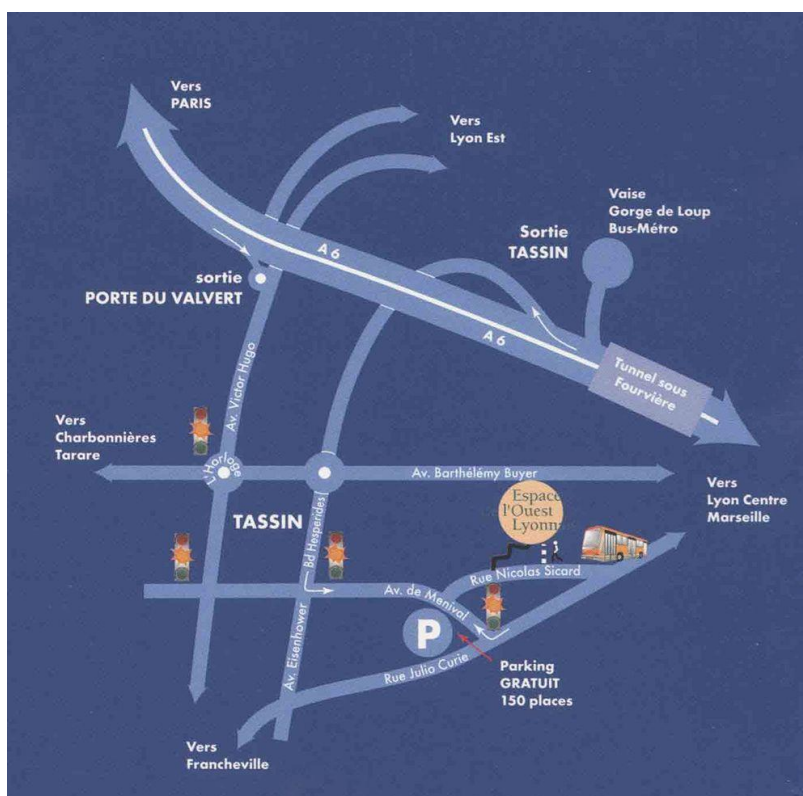 Vers
PARIS
Vers
Lyon Est
Vaise
Gorge de Loup
Bus-Métro
Sortie
TASSIN
A 6
sortie
PORTE DU VALVERT
A 6
Tunnel sous
Fourvière
Av. Victor Hugo
Vers
Charbonnières
Tarare
L'Horloge
Av. Barthélémy Buyer
Vers
Lyon Centre
Marseille
TASSIN
Bd Hesperides
Espace
l'Ouest
Lyonn
Rue Nicolas Sicard
Av. de Menival
Av. Eisenhower
P
Rue Julio Curie
Parking
GRATUIT
150 places
Vers
Francheville